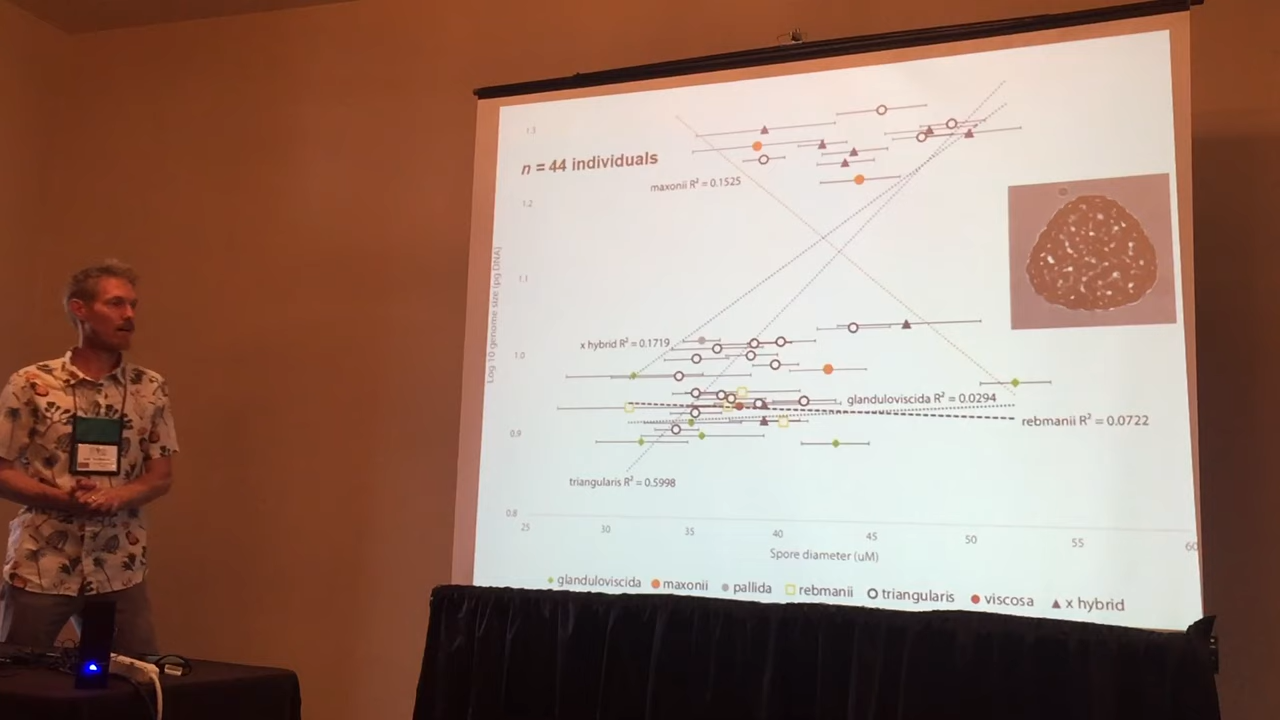 1.3
n = 44 individuals
maxonii R² = 0.1525
1.2
Log 10 genome size (pg DNA)
1.1
x hybrid R² = 0.1719
1.0
glanduloviscida R² = 0.0294
rebmanii R² = 0.0722
0.9
triangularis R² = 0.5998
0.8
25 30 35 40 45 50 55 60
Spore diameter (uM)
glanduloviscida maxonii pallida rebmanii triangularis viscosa x hybrid